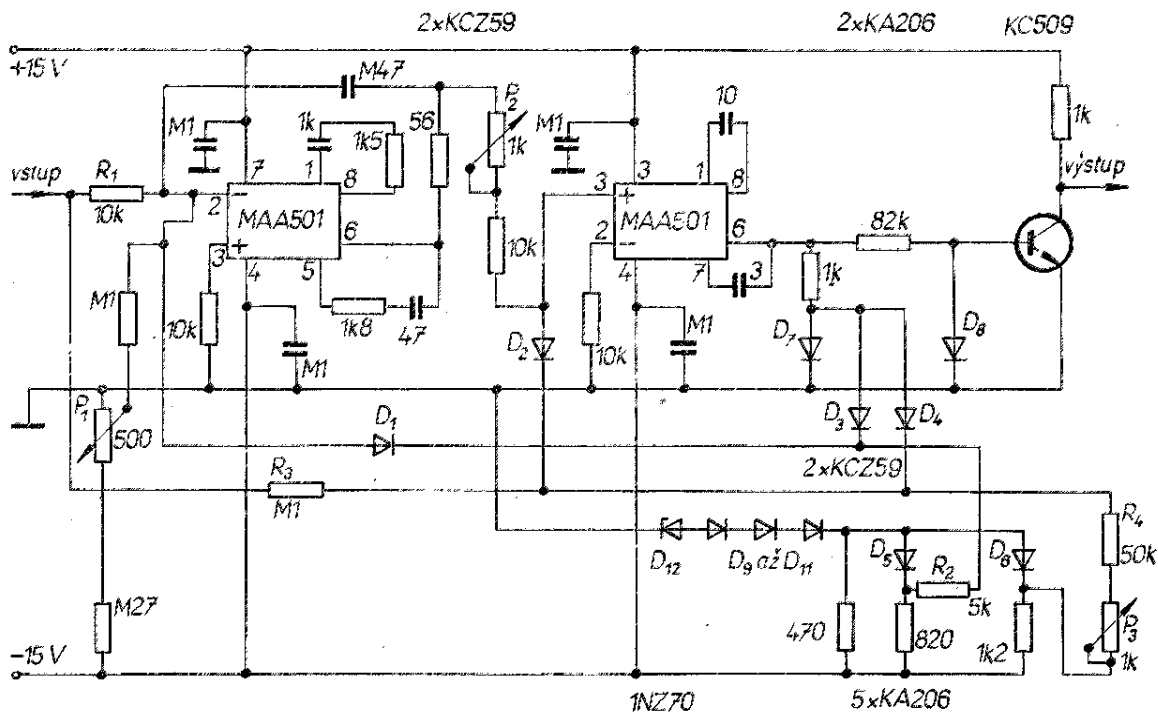 2xKCZ59 2xKA206 KC509
+15V
M47
P2
10
1k
M1 1k 1k5 56 1k M1
vstup R1 7 1 8 3 1 8 výstup
10k 2 − MAA501 3 + MAA501
3 + 6 2 − 6 82k
4 5 10k 4 7 3 1k
M1 10k 1k8 47 M1 D2 10k M1 D7 D8
P1
500 D1 D3 D4
R3 2xKCZ59
M1 R4
D12 D9 až D11 D5 R2 D6 50k
M27 5k
470 820 1k2 P3
−15V 1k
1NZ70 5xKA206